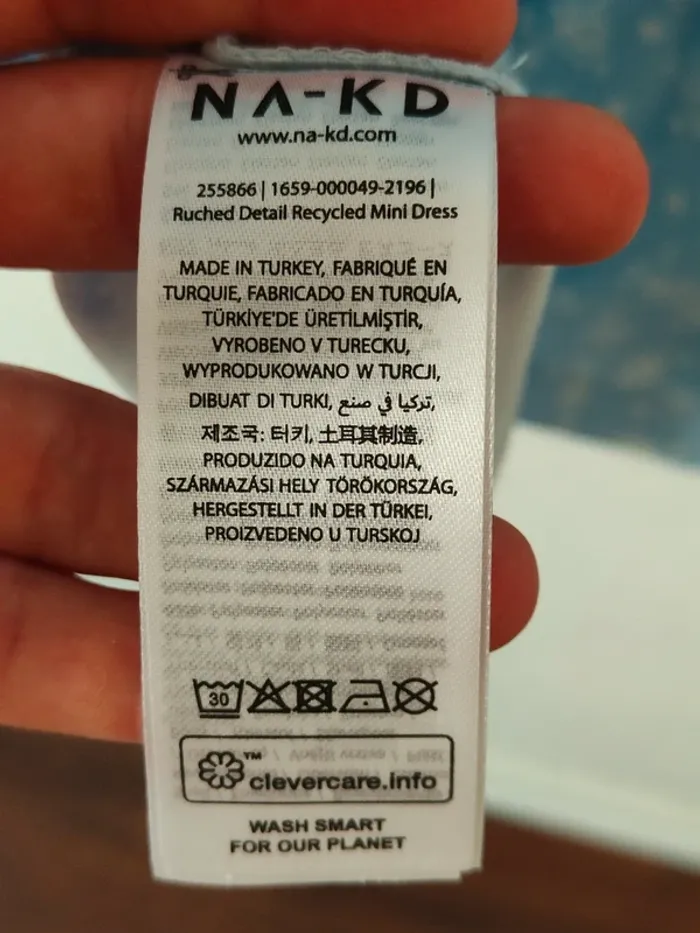 NA-KD
www.na-kd.com
255866 | 1659-000049-2196 |
Ruched Detail Recycled Mini Dress
MADE IN TURKEY, FABRIQUÉ EN
TURQUIE, FABRICADO EN TURQUÍA,
TÜRKİYE'DE ÜRETİLMİŞTİR,
VYROBENO V TURECKU,
WYPRODUKOWANO W TURCJI,
DIBUAT DI TURKI, تركيا في صنع,
제조국: 터키, 土耳其制造,
PRODUZIDO NA TURQUIA,
SZÁRMAZÁSI HELY TÖRÖKORSZÁG,
HERGESTELLT IN DER TÜRKEI,
PROIZVEDENO U TURSKOJ
30
™ clevercare.info
WASH SMART
FOR OUR PLANET